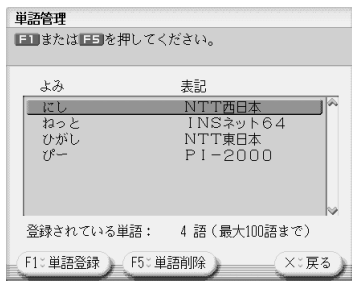 単語管理
F1またはF5を押してください。
よみ 表記
にし NTT西日本
ねっと INSネット64
ひがし NTT東日本
ぴー PI-2000
登録されている単語： 4 語（最大100語まで）
F1：単語登録 F5：単語削除 ×：戻る